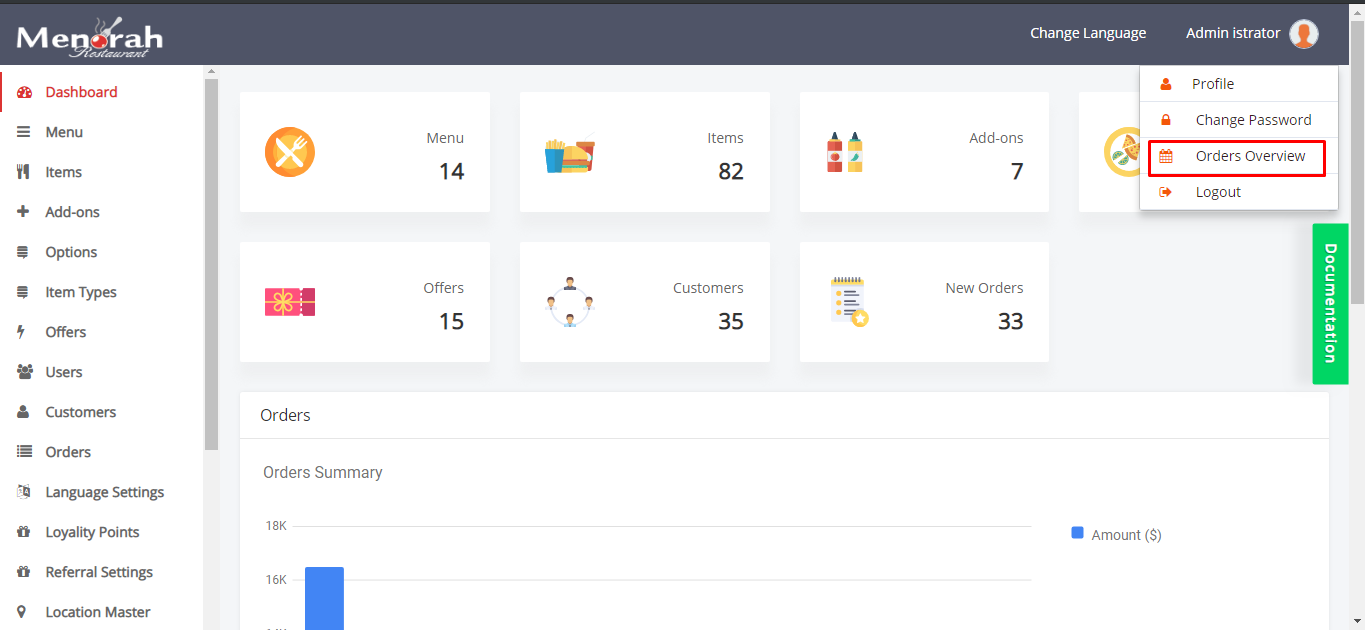 Menorah
Restaurant
Change Language
Admin istrator
Profile
Change Password
Orders Overview
Logout
Dashboard
Menu
Items
Add-ons
Options
Item Types
Offers
Users
Customers
Orders
Language Settings
Loyality Points
Referral Settings
Location Master
Menu
14
Items
82
Add-ons
7
Offers
15
Customers
35
New Orders
33
Documentation
Orders
Orders Summary
18K
16K
Amount ($)